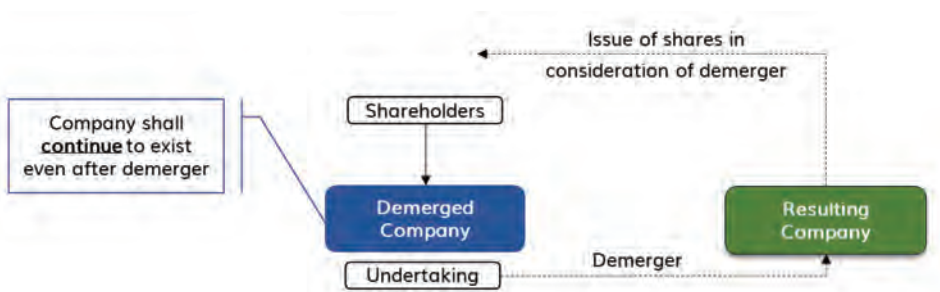 Issue of shares in
consideration of demerger
Shareholders
Company shall
continue to exist
even after demerger
Demerged
Company
Resulting
Company
Undertaking
Demerger